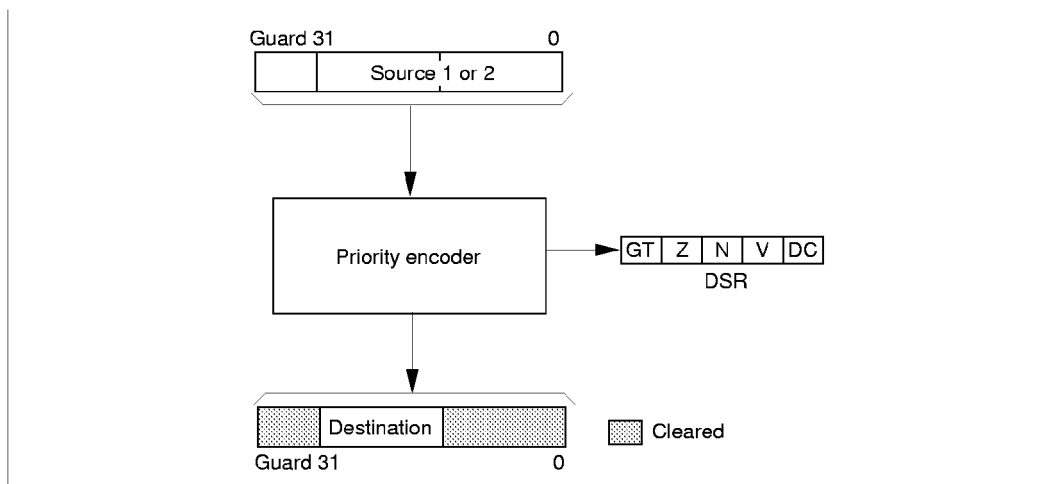 Guard 31 0
Source 1 or 2
Priority encoder
GT Z N V DC
DSR
Destination
Cleared
Guard 31 0